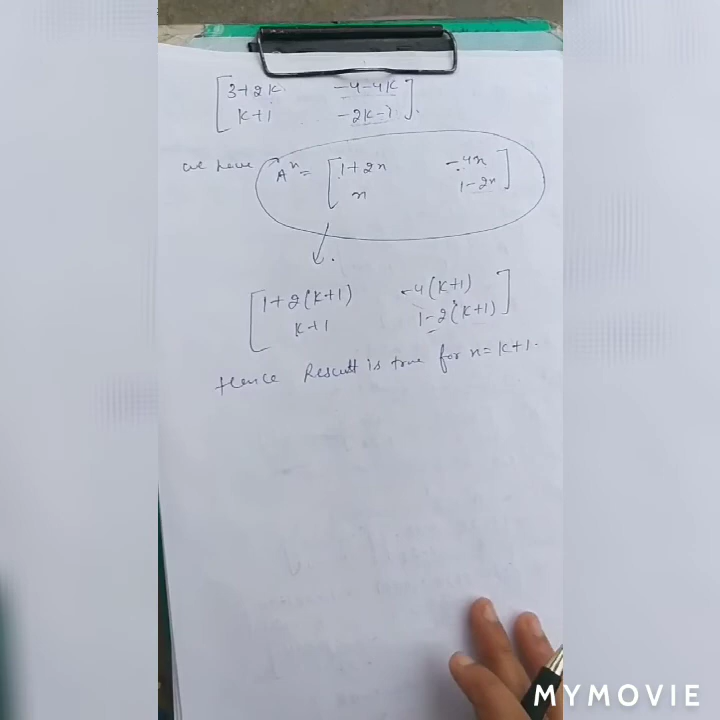 [3+2k -4-4k
k+1 -2k-1].
we have A^n = [1+2n -4n
n 1-2n]
[1+2(k+1) -4(k+1)
k+1 1-2(k+1)]
Hence Result is true for n=k+1.
MYMOVIE